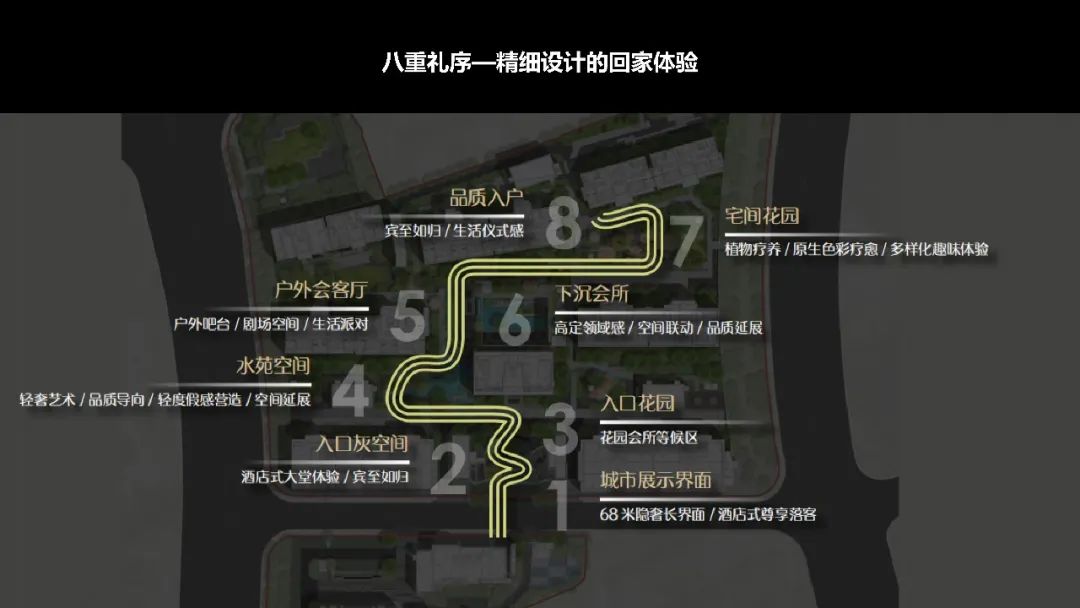 八重礼序—精细设计的回家体验
品质入户
宾至如归 / 生活仪式感
8
7
宅间花园
植物疗养 / 原生色彩疗愈 / 多样化趣味体验
户外会客厅
户外吧台 / 剧场空间 / 生活派对
5
6
下沉会所
高定领域感 / 空间联动 / 品质延展
水苑空间
轻奢艺术 / 品质导向 / 轻度假感营造 / 空间延展
4
3
入口花园
花园会所等候区
入口灰空间
酒店式大堂体验 / 宾至如归
2
1
城市展示界面
68 米隐奢长界面 / 酒店式尊享落客